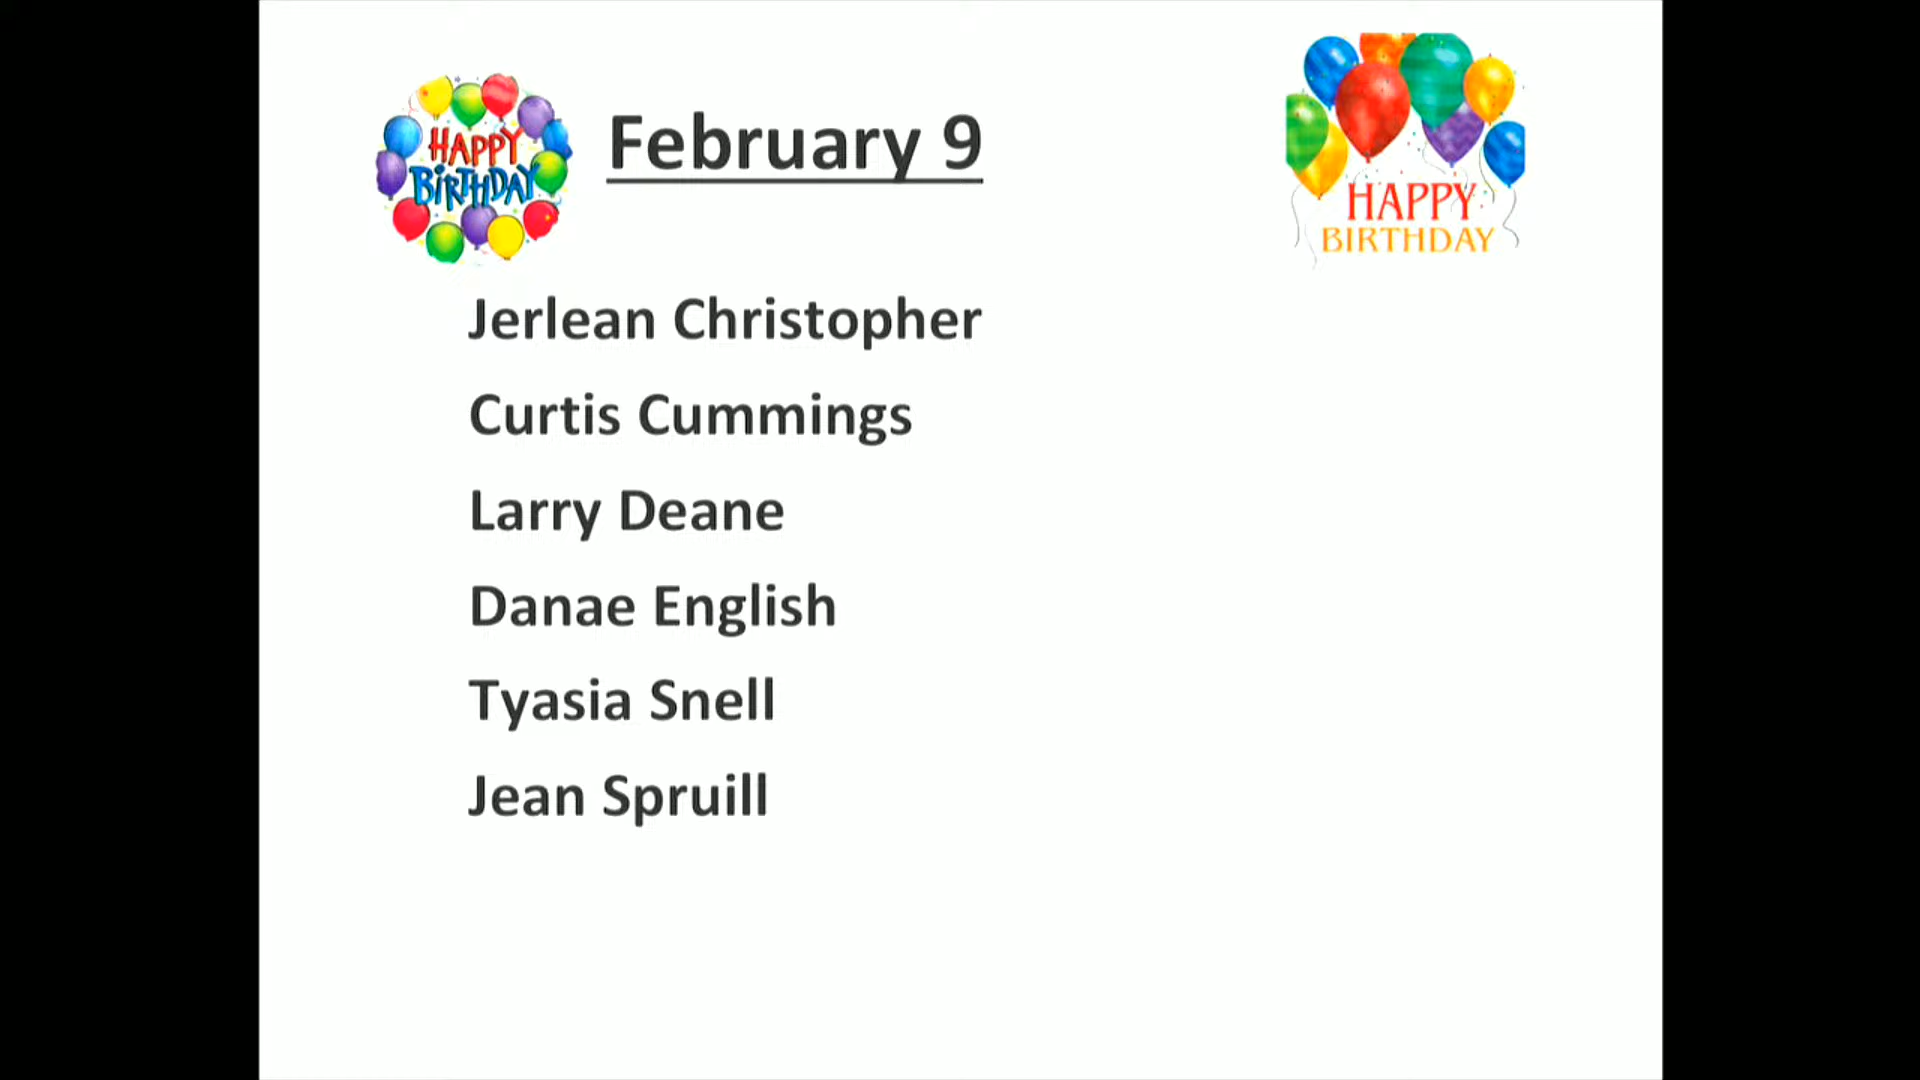 HAPPY
BIRTHDAY
February 9
HAPPY
BIRTHDAY
Jerlean Christopher
Curtis Cummings
Larry Deane
Danae English
Tyasia Snell
Jean Spruill